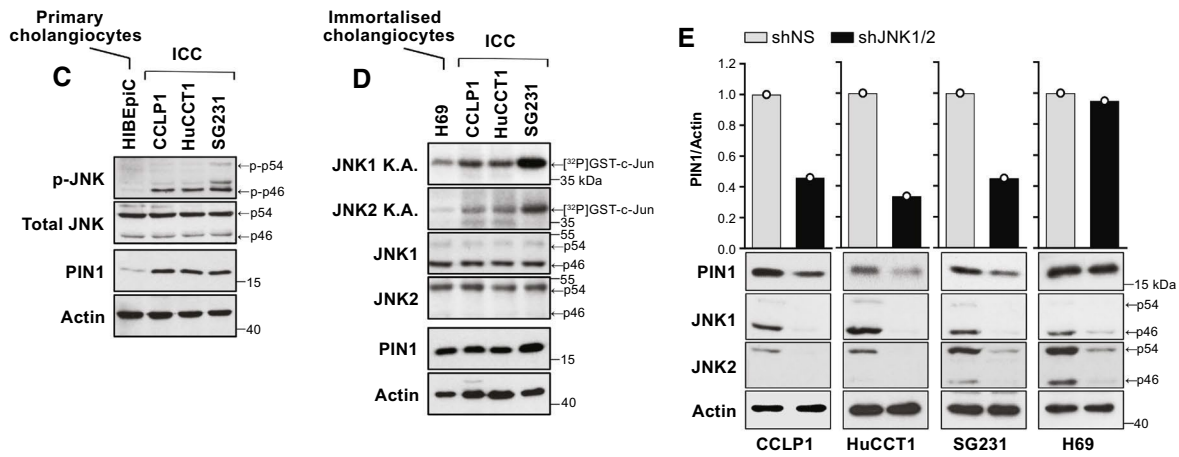 Primary
cholangiocytes
ICC
C
HIBEpiC
CCLP1
HuCCT1
SG231
p-JNK
←p-p54
←p-p46
Total JNK
←p54
←p46
PIN1
15
Actin
40
Immortalised
cholangiocytes
ICC
D
H69
CCLP1
HuCCT1
SG231
JNK1 K.A.
←[³²P]GST-c-Jun
35 kDa
JNK2 K.A.
←[³²P]GST-c-Jun
35
55
JNK1
←p54
←p46
55
JNK2
←p54
←p46
PIN1
15
Actin
40
E
shNS shJNK1/2
PIN1/Actin
1.2
1.0
0.8
0.6
0.4
0.2
0.0
PIN1
15 kDa
JNK1
←p54
←p46
JNK2
←p54
←p46
Actin
40
CCLP1 HuCCT1 SG231 H69